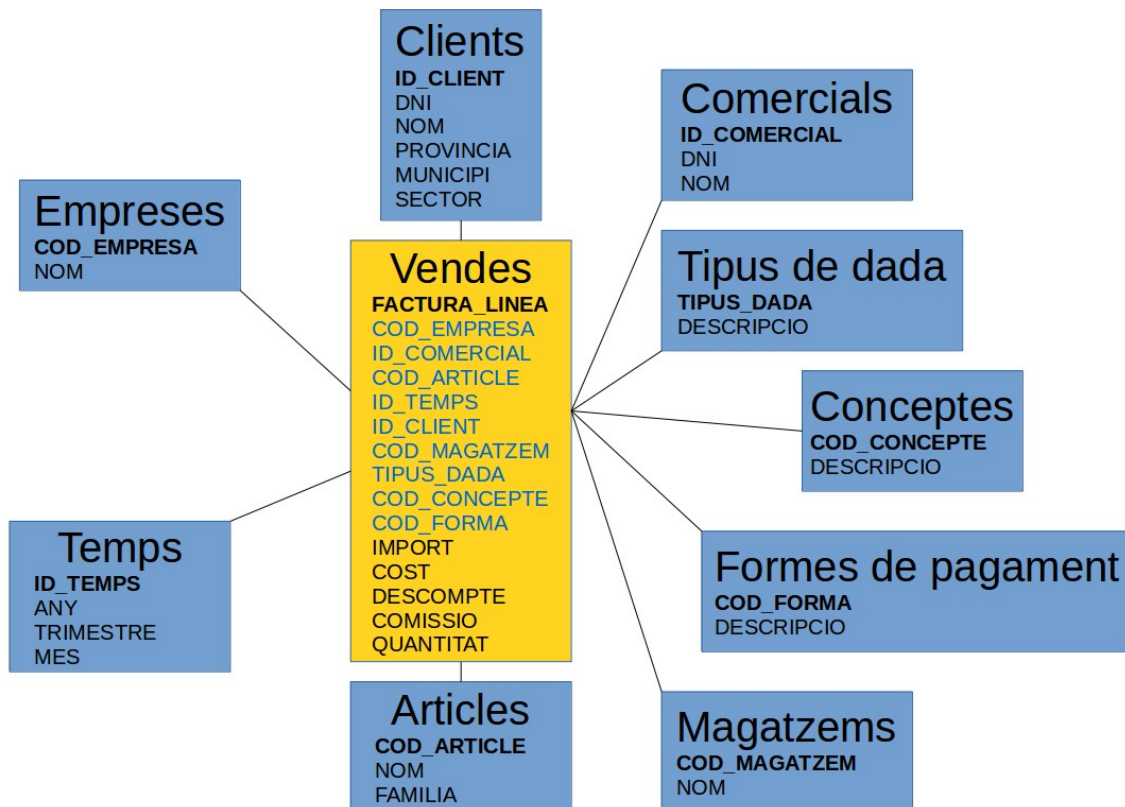 Clients
ID_CLIENT
DNI
NOM
PROVINCIA
MUNICIPI
SECTOR
Comercials
ID_COMERCIAL
DNI
NOM
Empreses
COD_EMPRESA
NOM
Vendes
FACTURA_LINEA
COD_EMPRESA
ID_COMERCIAL
COD_ARTICLE
ID_TEMPS
ID_CLIENT
COD_MAGATZEM
TIPUS_DADA
COD_CONCEPTE
COD_FORMA
IMPORT
COST
DESCOMPTE
COMISSIO
QUANTITAT
Tipus de dada
TIPUS_DADA
DESCRIPCIO
Conceptes
COD_CONCEPTE
DESCRIPCIO
Temps
ID_TEMPS
ANY
TRIMESTRE
MES
Formes de pagament
COD_FORMA
DESCRIPCIO
Articles
COD_ARTICLE
NOM
FAMILIA
Magatzems
COD_MAGATZEM
NOM